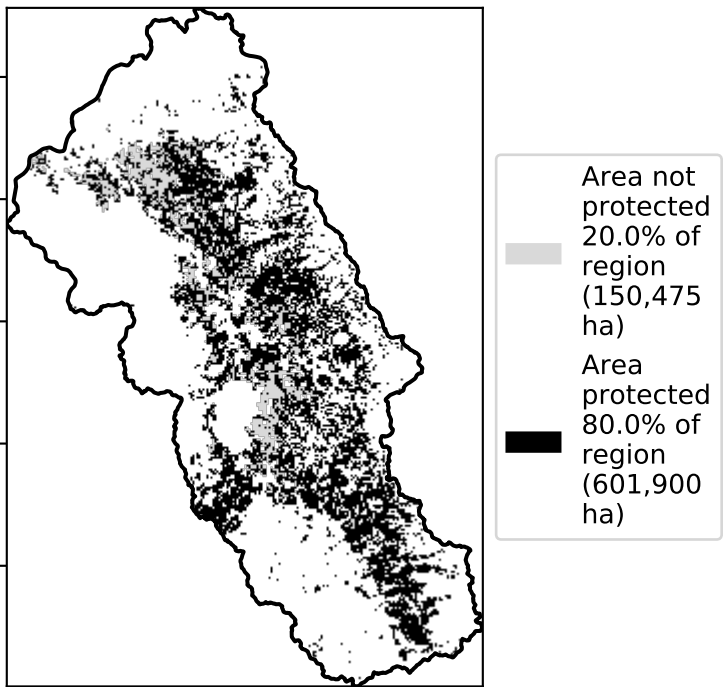 Area not
protected
20.0% of
region
(150,475
ha)
Area
protected
80.0% of
region
(601,900
ha)